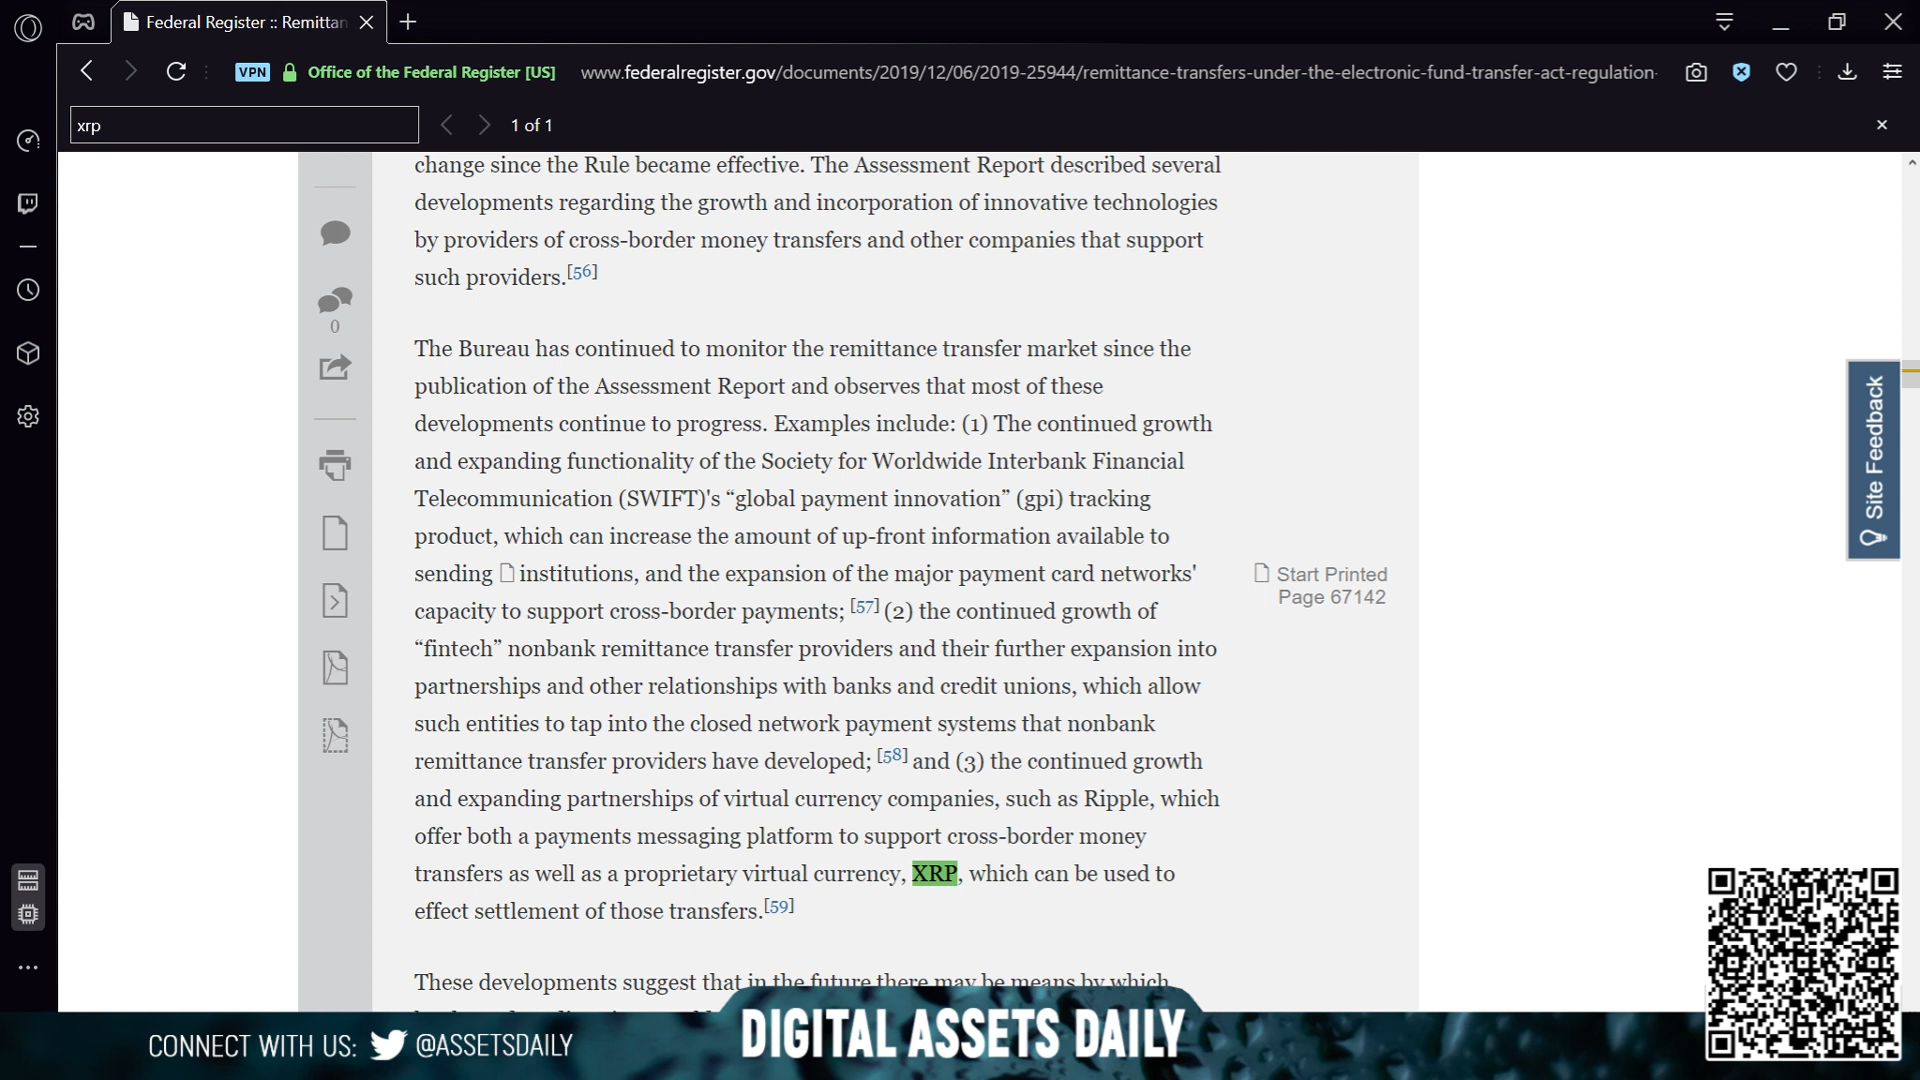 Federal Register :: Remittan
VPN
Office of the Federal Register [US]
www.federalregister.gov/documents/2019/12/06/2019-25944/remittance-transfers-under-the-electronic-fund-transfer-act-regulation-
xrp
1 of 1
change since the Rule became effective. The Assessment Report described several
developments regarding the growth and incorporation of innovative technologies
by providers of cross-border money transfers and other companies that support
such providers.[56]
0
The Bureau has continued to monitor the remittance transfer market since the
publication of the Assessment Report and observes that most of these
developments continue to progress. Examples include: (1) The continued growth
and expanding functionality of the Society for Worldwide Interbank Financial
Telecommunication (SWIFT)'s “global payment innovation” (gpi) tracking
product, which can increase the amount of up-front information available to
sending institutions, and the expansion of the major payment card networks'
capacity to support cross-border payments; [57] (2) the continued growth of
“fintech” nonbank remittance transfer providers and their further expansion into
partnerships and other relationships with banks and credit unions, which allow
such entities to tap into the closed network payment systems that nonbank
remittance transfer providers have developed; [58] and (3) the continued growth
and expanding partnerships of virtual currency companies, such as Ripple, which
offer both a payments messaging platform to support cross-border money
transfers as well as a proprietary virtual currency, XRP, which can be used to
effect settlement of those transfers.[59]
These developments suggest that in the future there may be means by which
Start Printed
Page 67142
Site Feedback
CONNECT WITH US: @ASSETSDAILY
DIGITAL ASSETS DAILY